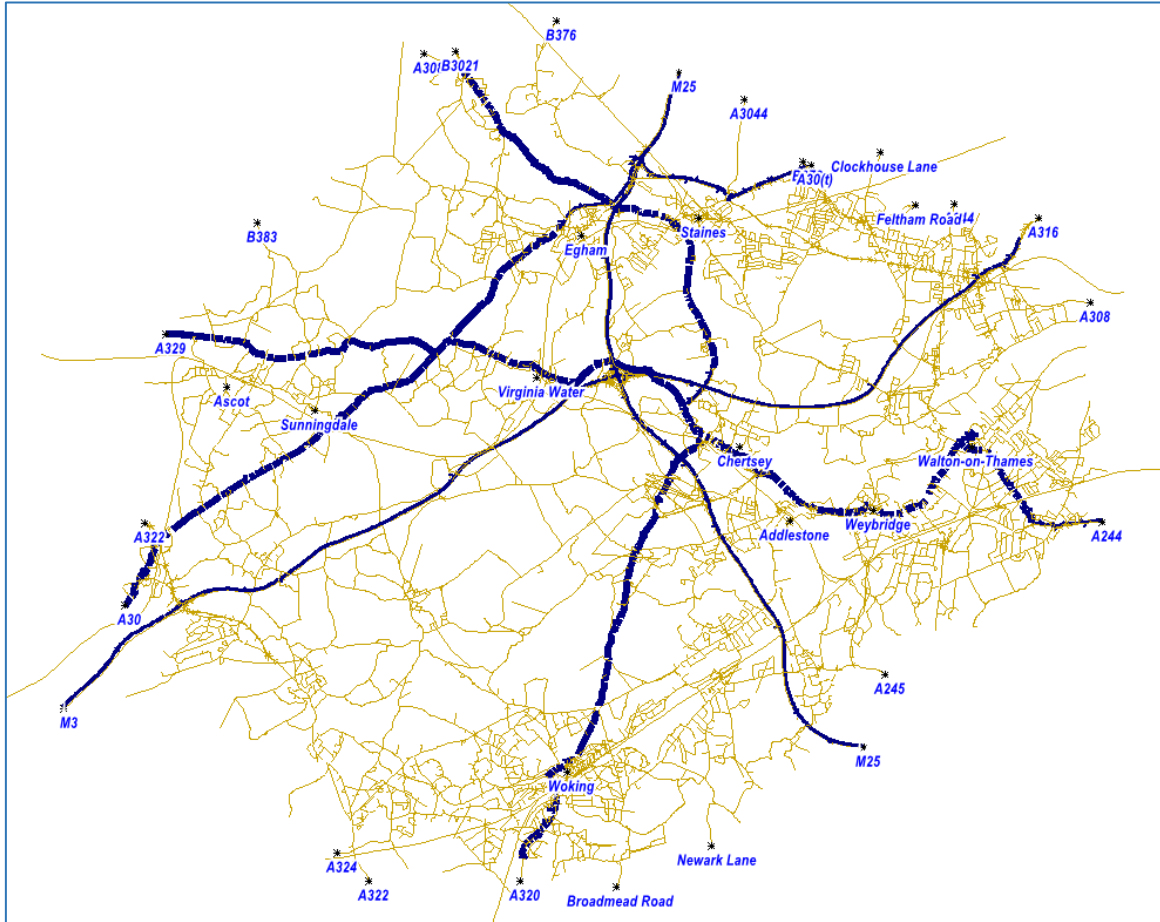 B376
A30
B3021
M25
A3044
Clockhouse Lane
A30(t)
Feltham Road
A316
Staines
B383
Egham
A308
A329
Virginia Water
Ascot
Sunningdale
Chertsey
Walton-on-Thames
Weybridge
A322
Addlestone
A244
A30
A245
M3
M25
Woking
Newark Lane
A324
A322
A320
Broadmead Road